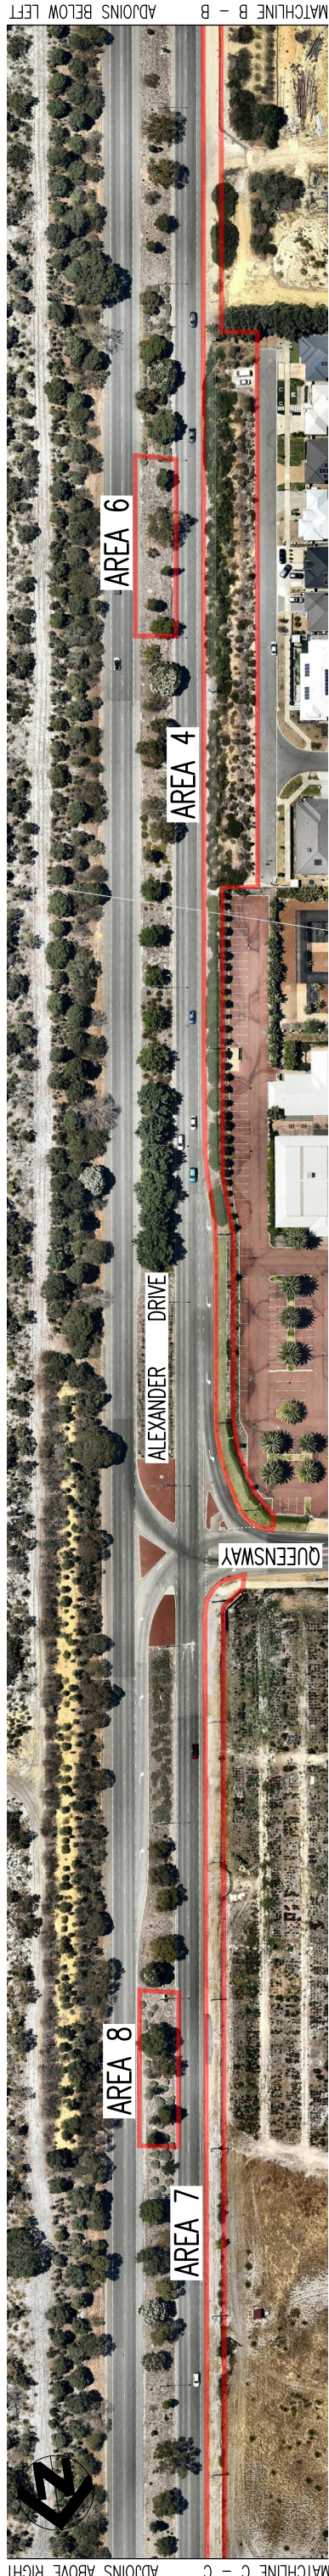 MATCHLINE B - B ADJOINS BELOW LEFT
AREA 6
AREA 4
ALEXANDER DRIVE
QUEENSWAY
AREA 8
AREA 7
N
MATCHLINE C - C ADJOINS ABOVE RIGHT